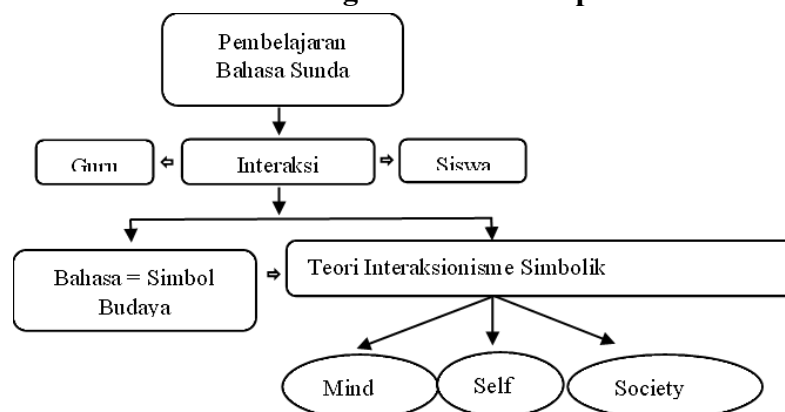 Pembelajaran
Bahasa Sunda
Guru
Interaksi
Siswa
Bahasa = Simbol
Budaya
Teori Interaksionisme Simbolik
Mind
Self
Society